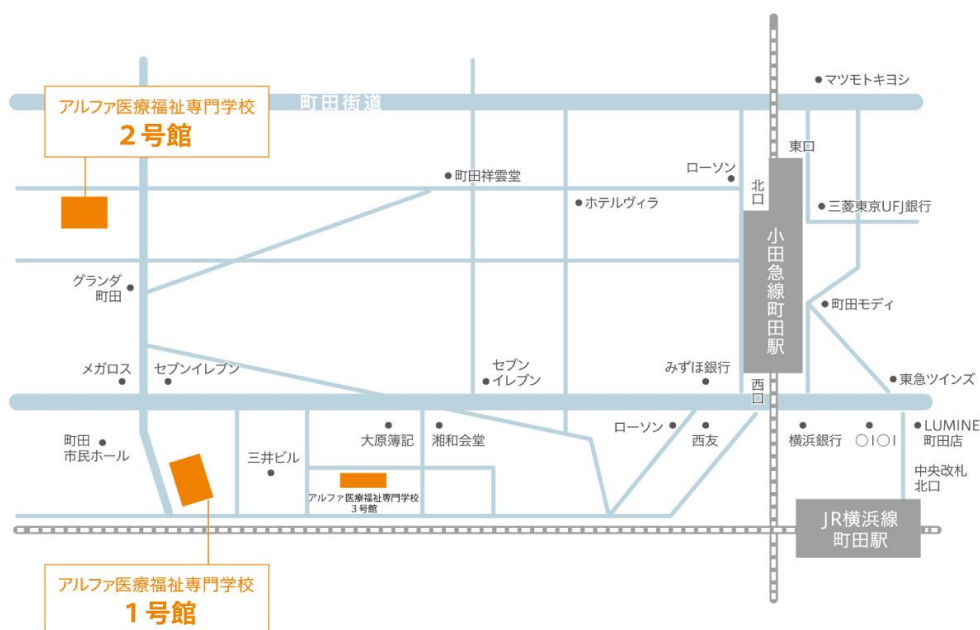 マツモトキヨシ
町田街道
アルファ医療福祉専門学校
2号館
東口
ローソン
町田祥雲堂
北口
ホテルヴィラ
三菱東京UFJ銀行
小田急線町田駅
グランダ
町田
町田モディ
メガロス
セブンイレブン
セブン
イレブン
みずほ銀行
西口
東急ツインズ
町田
市民ホール
三井ビル
大原簿記
湘和会堂
ローソン
西友
横浜銀行
○I○I
LUMINE
町田店
中央改札
北口
アルファ医療福祉専門学校
3号館
JR横浜線
町田駅
アルファ医療福祉専門学校
1号館